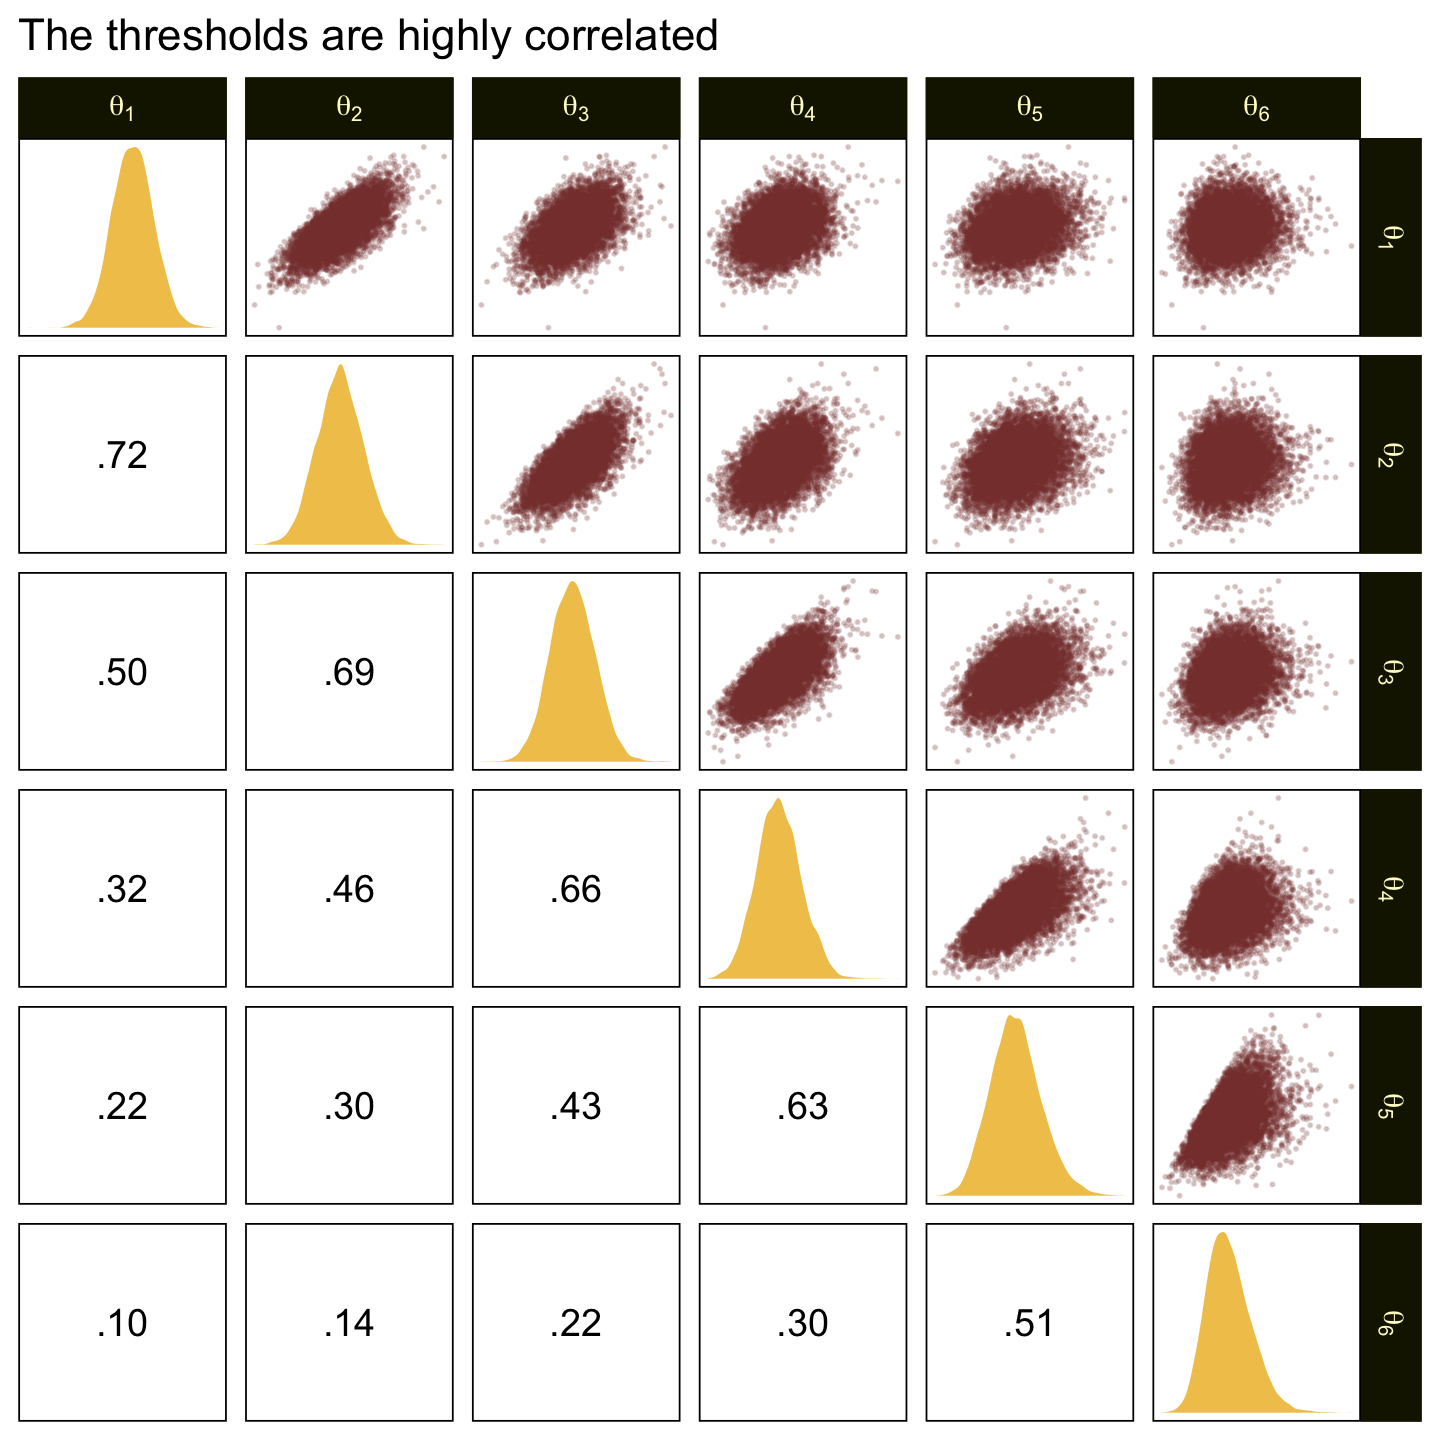 The thresholds are highly correlated
θ1 θ2 θ3 θ4 θ5 θ6
θ1
.72
θ2
.50 .69
θ3
.32 .46 .66
θ4
.22 .30 .43 .63
θ5
.10 .14 .22 .30 .51
θ6